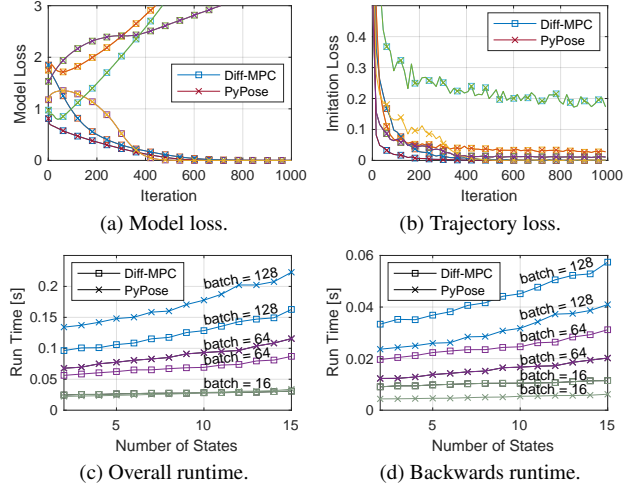 3
2
1
0
Model Loss
Diff-MPC
PyPose
0 200 400 600 800 1000
Iteration
(a) Model loss.
0.4
0.3
0.2
0.1
0
Imitation Loss
Diff-MPC
PyPose
0 200 400 600 800 1000
Iteration
(b) Trajectory loss.
0.2
0.15
0.1
0.05
0
Run Time [s]
Diff-MPC
PyPose
batch = 128
batch = 128
batch = 64
batch = 64
batch = 16
5 10 15
Number of States
(c) Overall runtime.
0.06
0.04
0.02
0
Run Time [s]
Diff-MPC
PyPose
batch = 128
batch = 128
batch = 64
batch = 64
batch = 16
batch = 16
5 10 15
Number of States
(d) Backwards runtime.